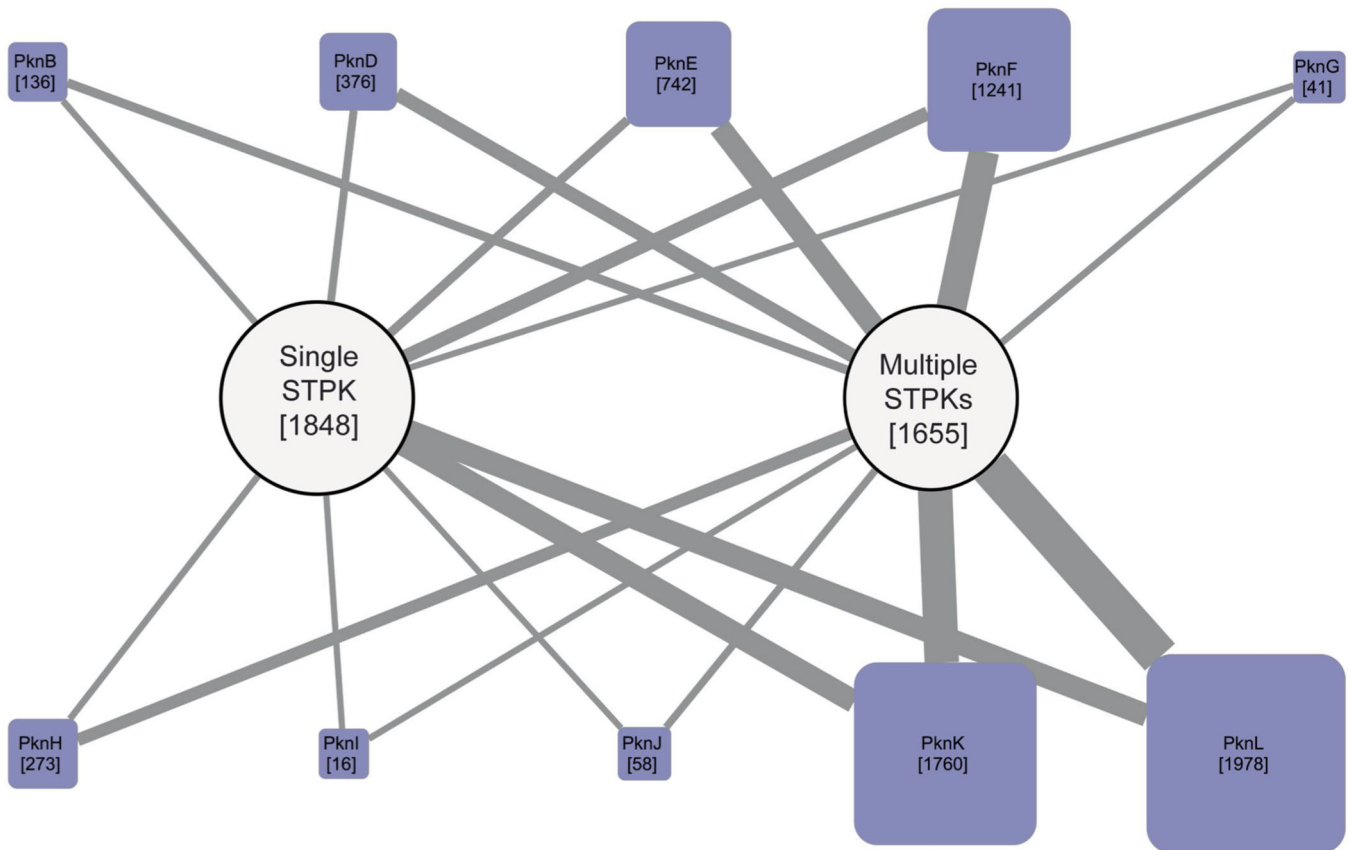 PknB
[136]
PknD
[376]
PknE
[742]
PknF
[1241]
PknG
[41]
Single
STPK
[1848]
Multiple
STPKs
[1655]
PknH
[273]
PknI
[16]
PknJ
[58]
PknK
[1760]
PknL
[1978]